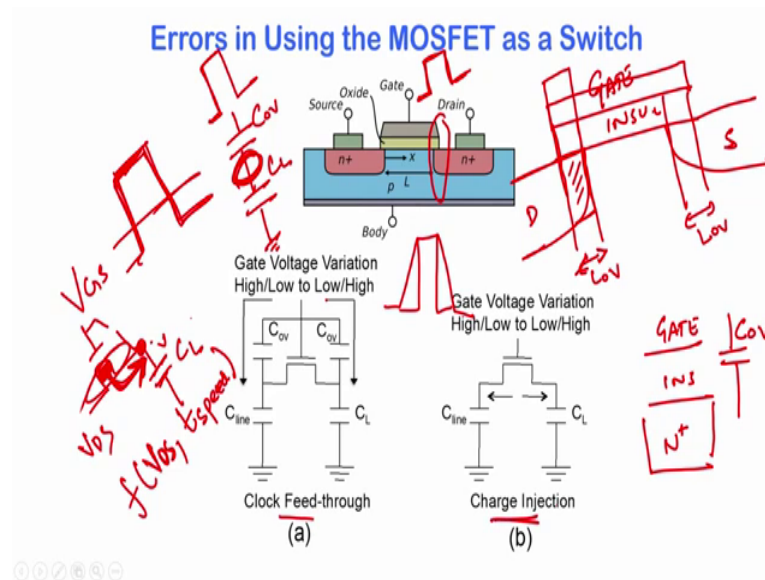 Errors in Using the MOSFET as a Switch
Cov
CL
Oxide
Gate
Source
Drain
n+
x
n+
p
L
Body
GATE
INSUL
S
D
Lov
Lov
VGS
Gate Voltage Variation
High/Low to Low/High
Cov
Cov
Cline
CL
Clock Feed-through
(a)
Gate Voltage Variation
High/Low to Low/High
Cline
CL
Charge Injection
(b)
CL
speed
VDS
f(VDS,
GATE
INS
N+
Cov